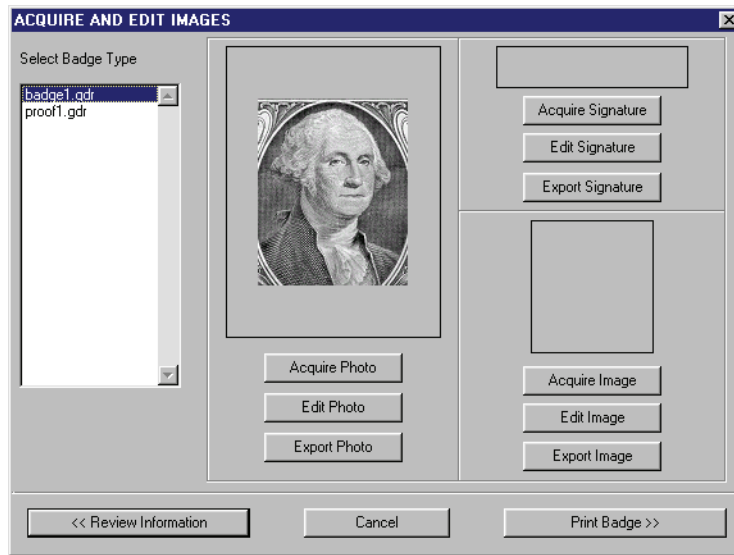 ACQUIRE AND EDIT IMAGES
Select Badge Type
badge1.gdr
proof1.gdr
Acquire Photo
Edit Photo
Export Photo
Acquire Signature
Edit Signature
Export Signature
Acquire Image
Edit Image
Export Image
<< Review Information
Cancel
Print Badge >>